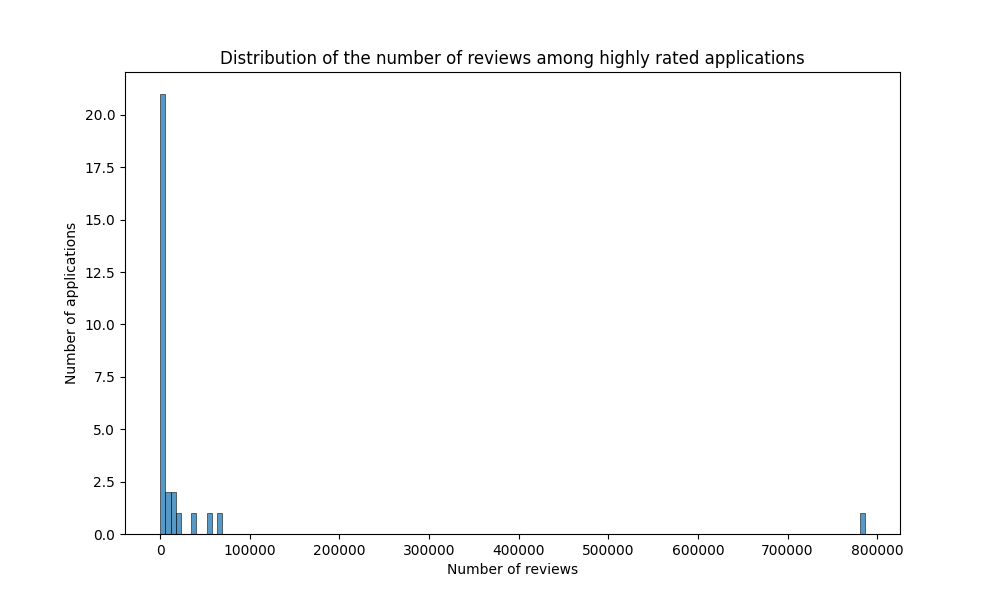 Distribution of the number of reviews among highly rated applications
20.0
17.5
15.0
12.5
10.0
7.5
5.0
2.5
0.0
Number of applications
0 100000 200000 300000 400000 500000 600000 700000 800000
Number of reviews